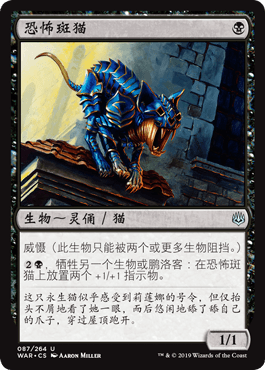 恐怖斑猫
生物～灵俑／猫
威慑（此生物只能被两个或更多生物阻挡。）
2，牺牲另一个生物或鹏洛客：在恐怖斑
猫上放置两个 +1/+1 指示物。
这只永生猫似乎感受到莉莲娜的号令，但仅抬
头不屑地看了她一眼，而后悠闲地舔了舔自己
的爪子，穿过屋顶跑开。
1/1
087/264 U
WAR • CS AARON MILLER
™ & © 2019 Wizards of the Coast